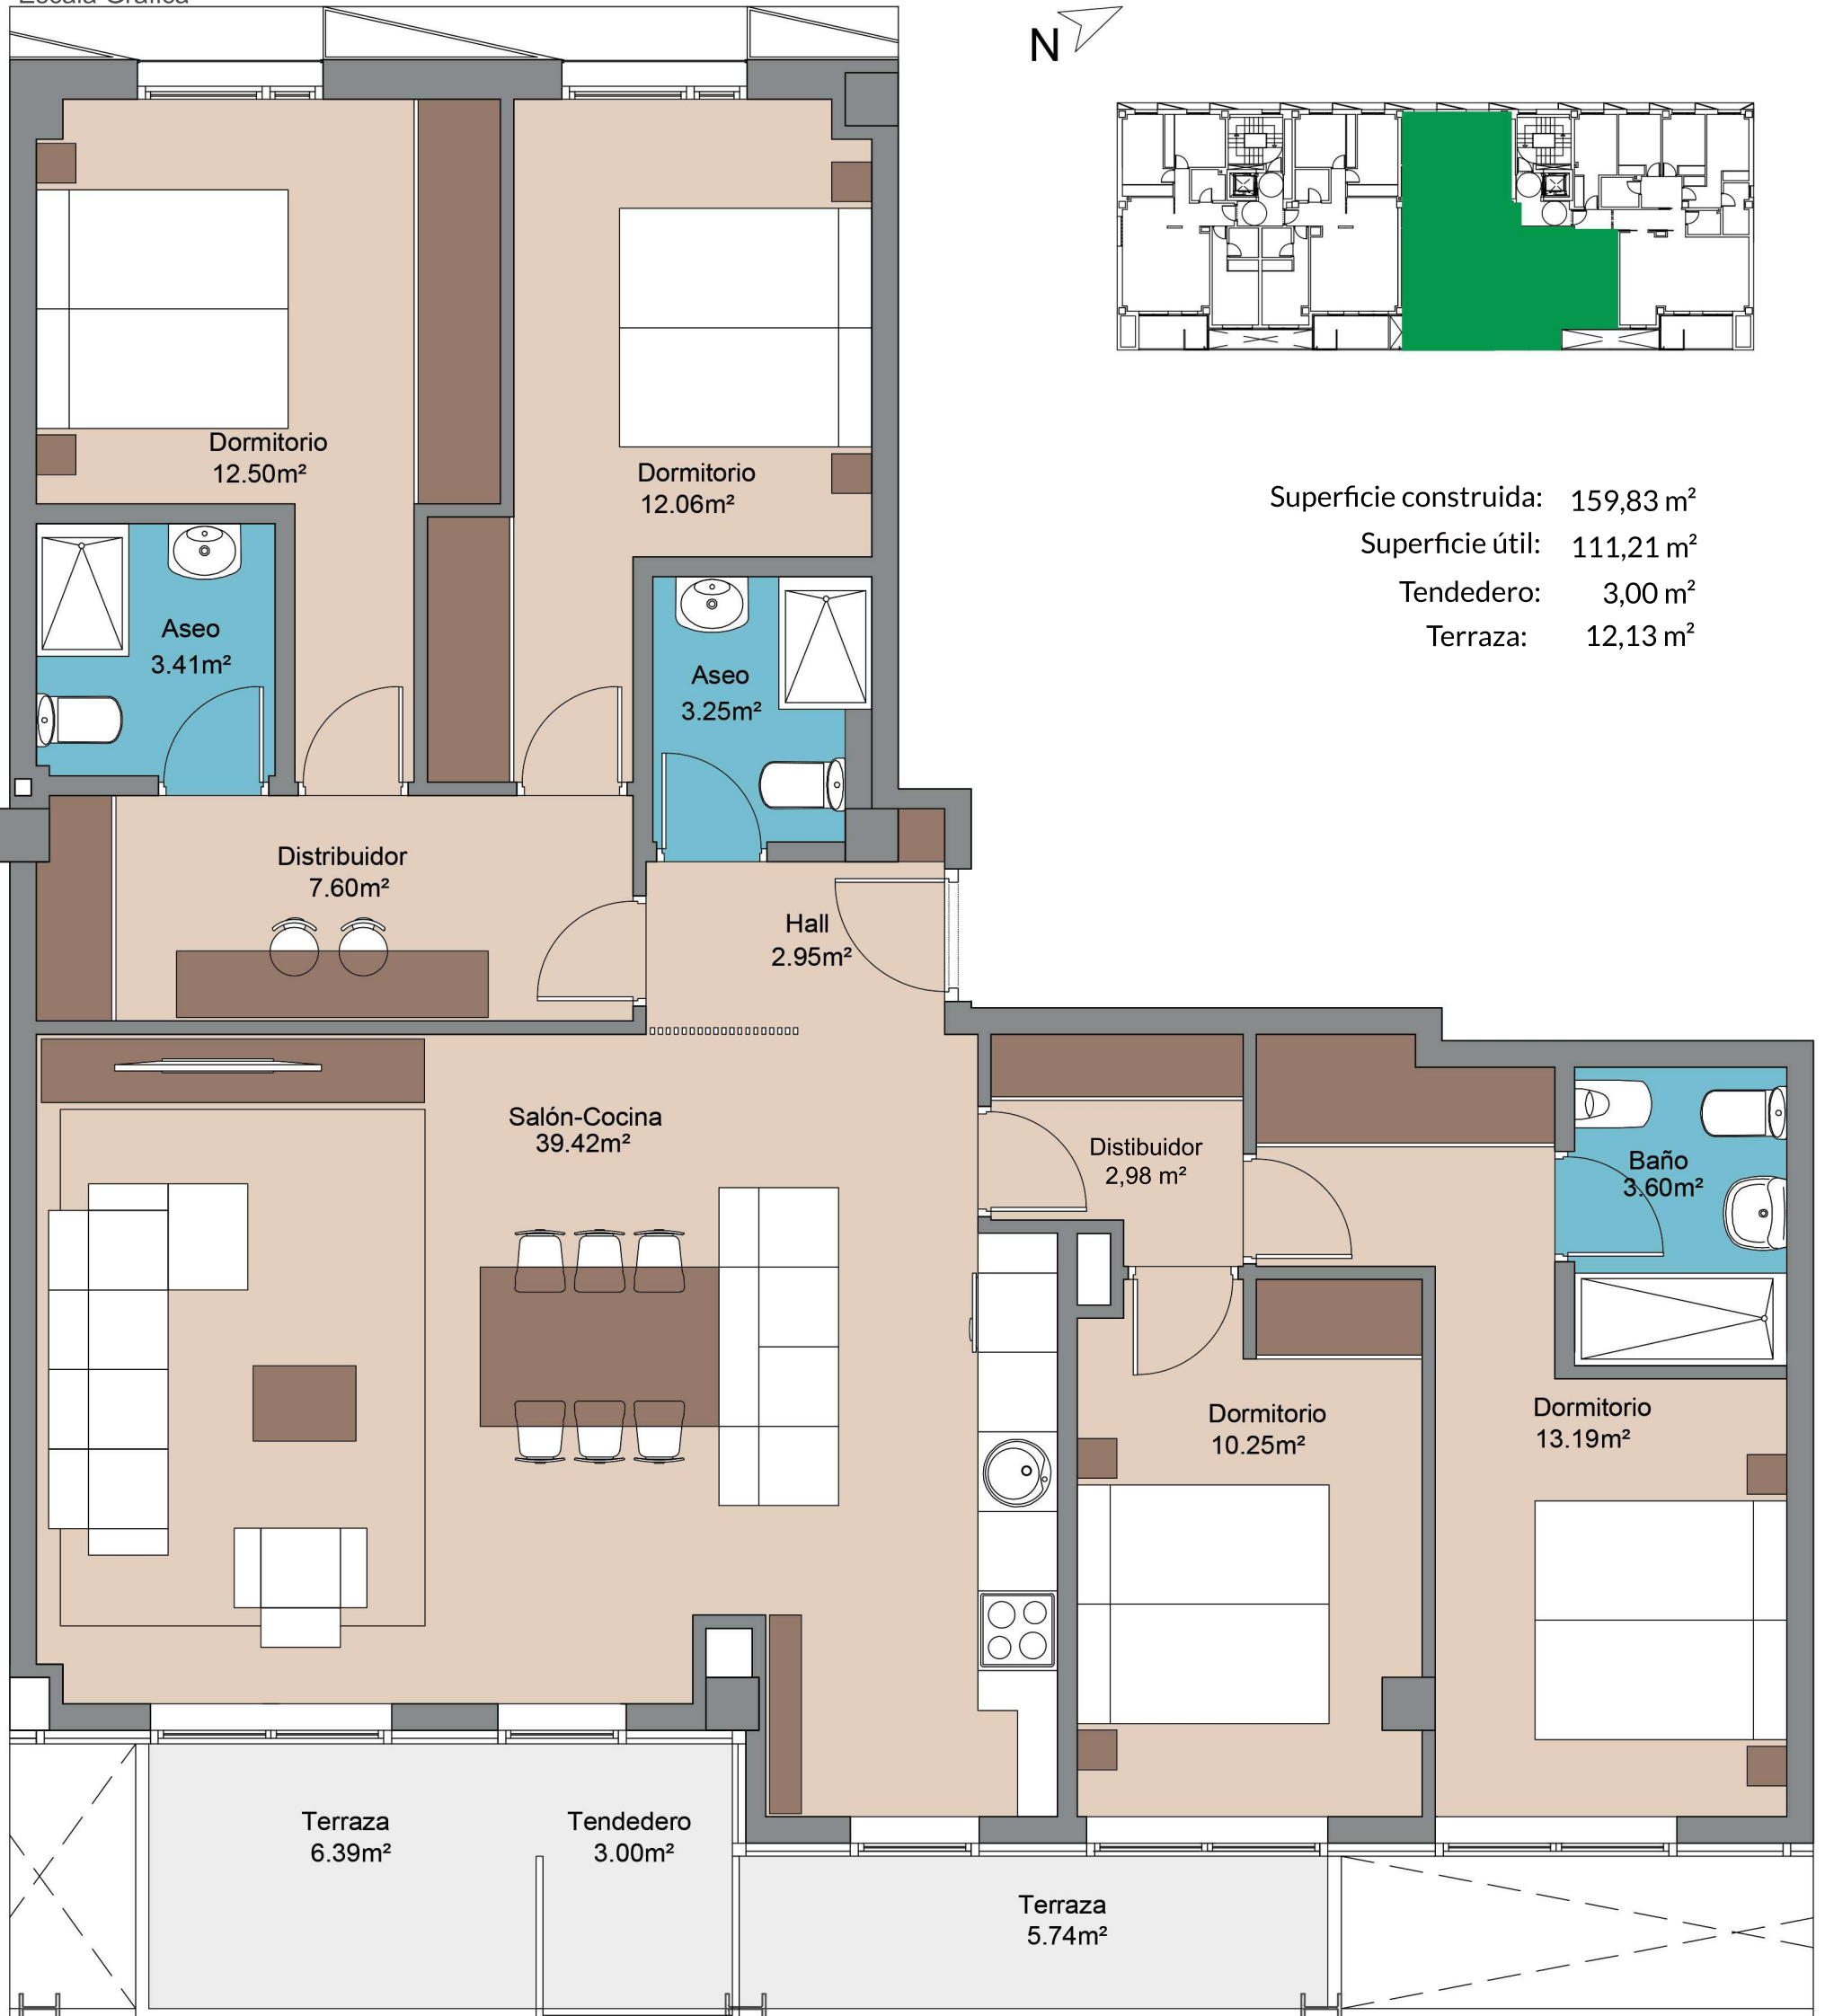 Escala Gráfica
N
Superficie construida: 159,83 m²
Superficie útil: 111,21 m²
Tendedero: 3,00 m²
Terraza: 12,13 m²
Dormitorio
12.50m²
Dormitorio
12.06m²
Aseo
3.41m²
Aseo
3.25m²
Distribuidor
7.60m²
Hall
2.95m²
Salón-Cocina
39.42m²
Distibuidor
2,98 m²
Baño
3.60m²
Dormitorio
10.25m²
Dormitorio
13.19m²
Terraza
6.39m²
Tendedero
3.00m²
Terraza
5.74m²